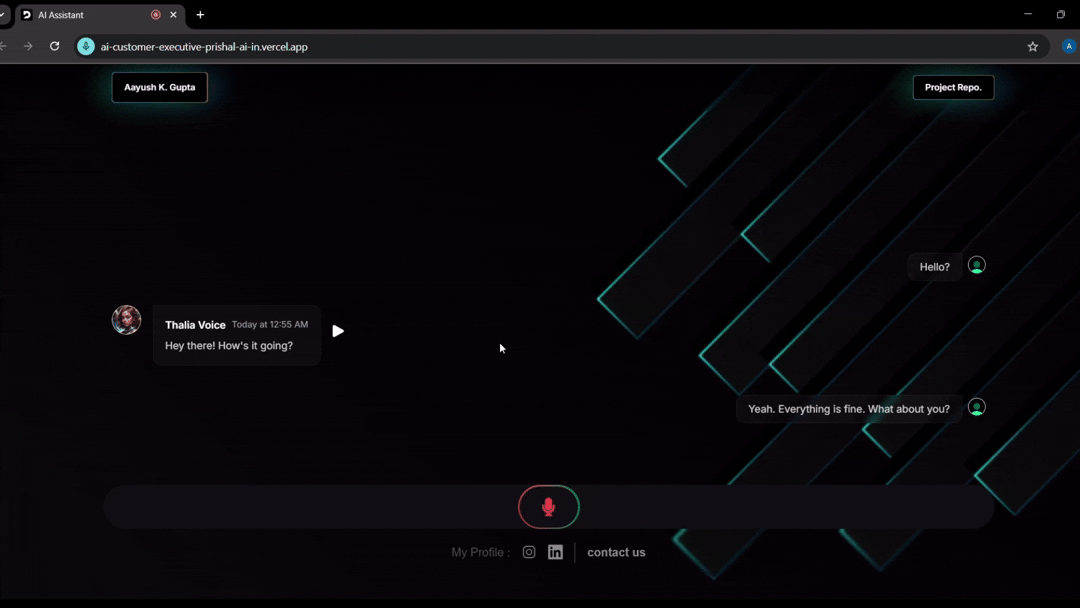 AI Assistant
ai-customer-executive-prishal-ai-in.vercel.app
A
Aayush K. Gupta
Project Repo.
Hello?
Thalia Voice Today at 12:55 AM
Hey there! How's it going?
Yeah. Everything is fine. What about you?
My Profile :
in
contact us